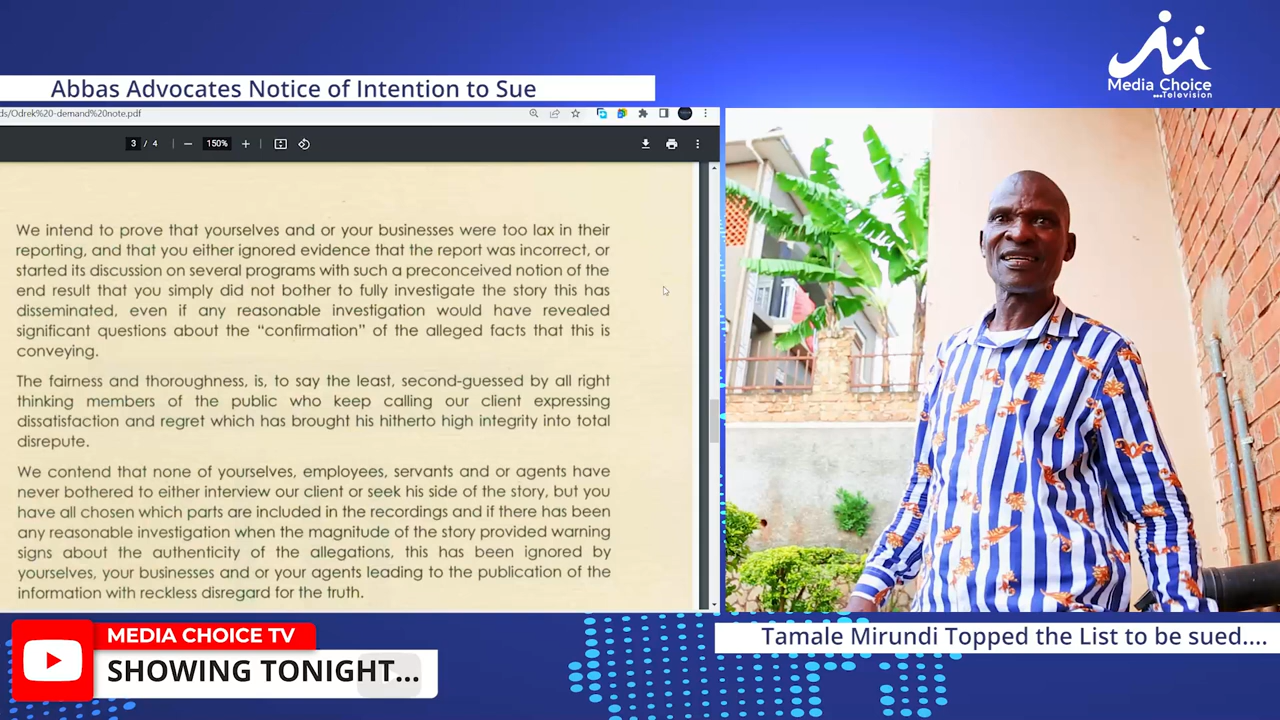 Abbas Advocates Notice of Intention to Sue
Media Choice
...Television
ds/Odrek%20-demand%20note.pdf
3 / 4
150%
We intend to prove that yourselves and or your businesses were too lax in their
reporting, and that you either ignored evidence that the report was incorrect, or
started its discussion on several programs with such a preconceived notion of the
end result that you simply did not bother to fully investigate the story this has
disseminated, even if any reasonable investigation would have revealed
significant questions about the “confirmation” of the alleged facts that this is
conveying.
The fairness and thoroughness, is, to say the least, second-guessed by all right
thinking members of the public who keep calling our client expressing
dissatisfaction and regret which has brought his hitherto high integrity into total
disrepute.
We contend that none of yourselves, employees, servants and or agents have
never bothered to either interview our client or seek his side of the story, but you
have all chosen which parts are included in the recordings and if there has been
any reasonable investigation when the magnitude of the story provided warning
signs about the authenticity of the allegations, this has been ignored by
yourselves, your businesses and or your agents leading to the publication of the
information with reckless disregard for the truth.
MEDIA CHOICE TV
SHOWING TONIGHT...
Tamale Mirundi Topped the List to be sued....